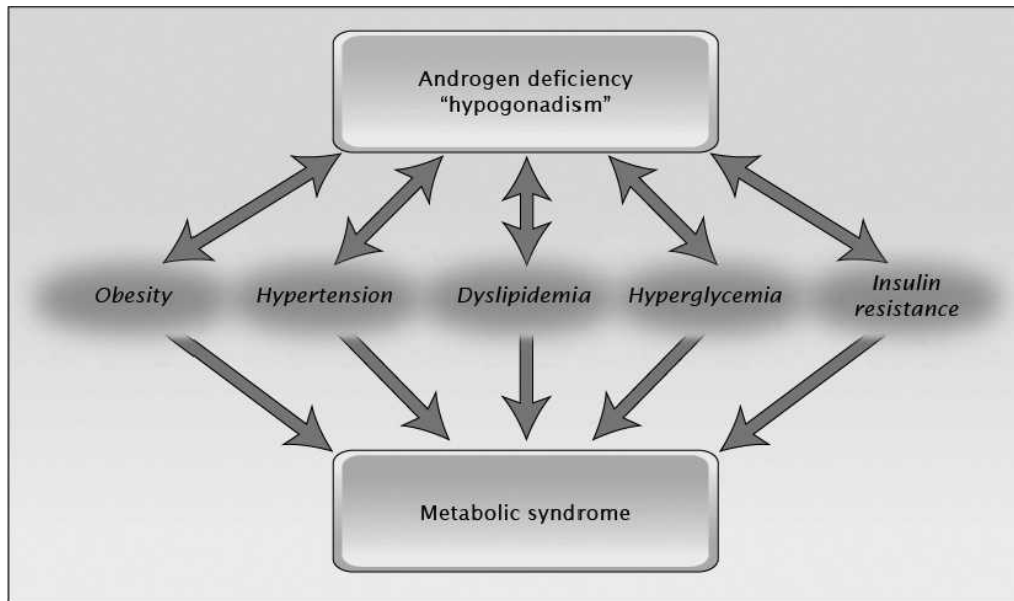 Androgen deficiency
“hypogonadism”
Obesity
Hypertension
Dyslipidemia
Hyperglycemia
Insulin
resistance
Metabolic syndrome